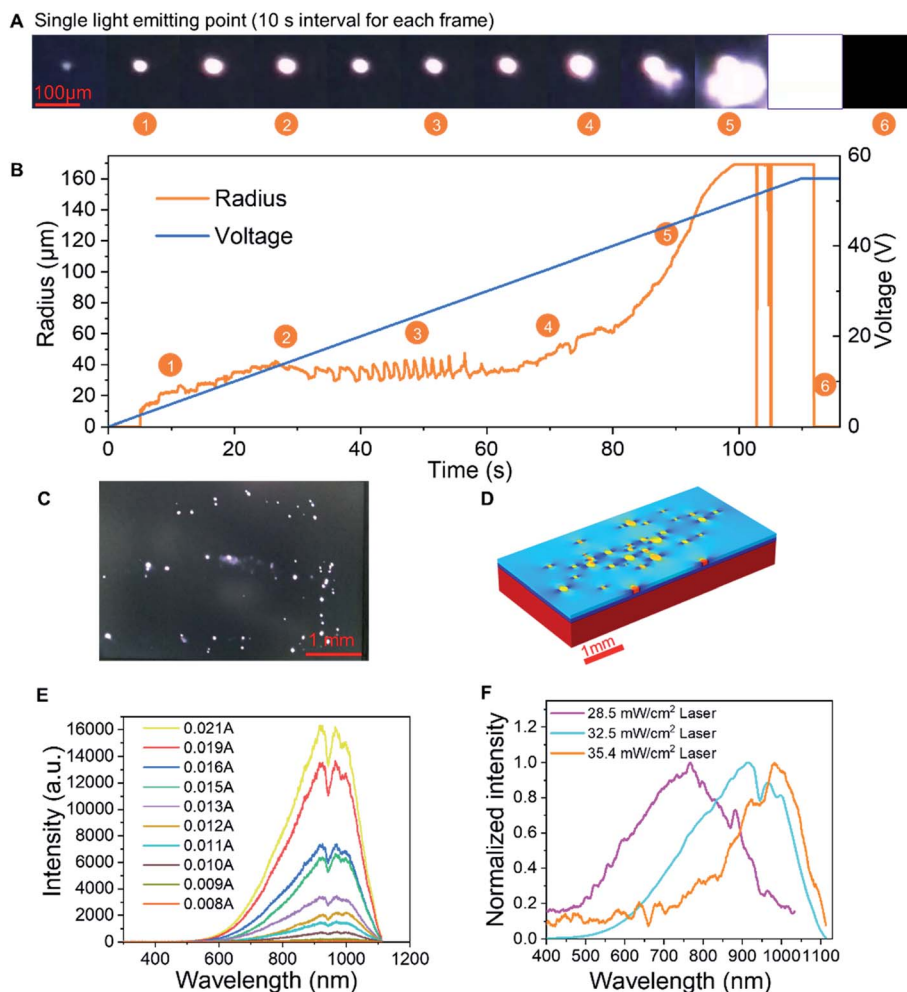 A Single light emitting point (10 s interval for each frame)
100μm
1 2 3 4 5 6
B
Radius (μm)
160
140
120
100
80
60
40
20
0
Radius
Voltage
1 2 3 4 5 6
60
40
20
0
Voltage (V)
0 20 40 60 80 100
Time (s)
C
1 mm
D
1mm
E
Intensity (a.u.)
16000
14000
12000
10000
8000
6000
4000
2000
0
0.021A
0.019A
0.016A
0.015A
0.013A
0.012A
0.011A
0.010A
0.009A
0.008A
400 600 800 1000 1200
Wavelength (nm)
F
Normalized intensity
1.2
1.0
0.8
0.6
0.4
0.2
0.0
28.5 mW/cm² Laser
32.5 mW/cm² Laser
35.4 mW/cm² Laser
400 500 600 700 800 900 1000 1100
Wavelength (nm)